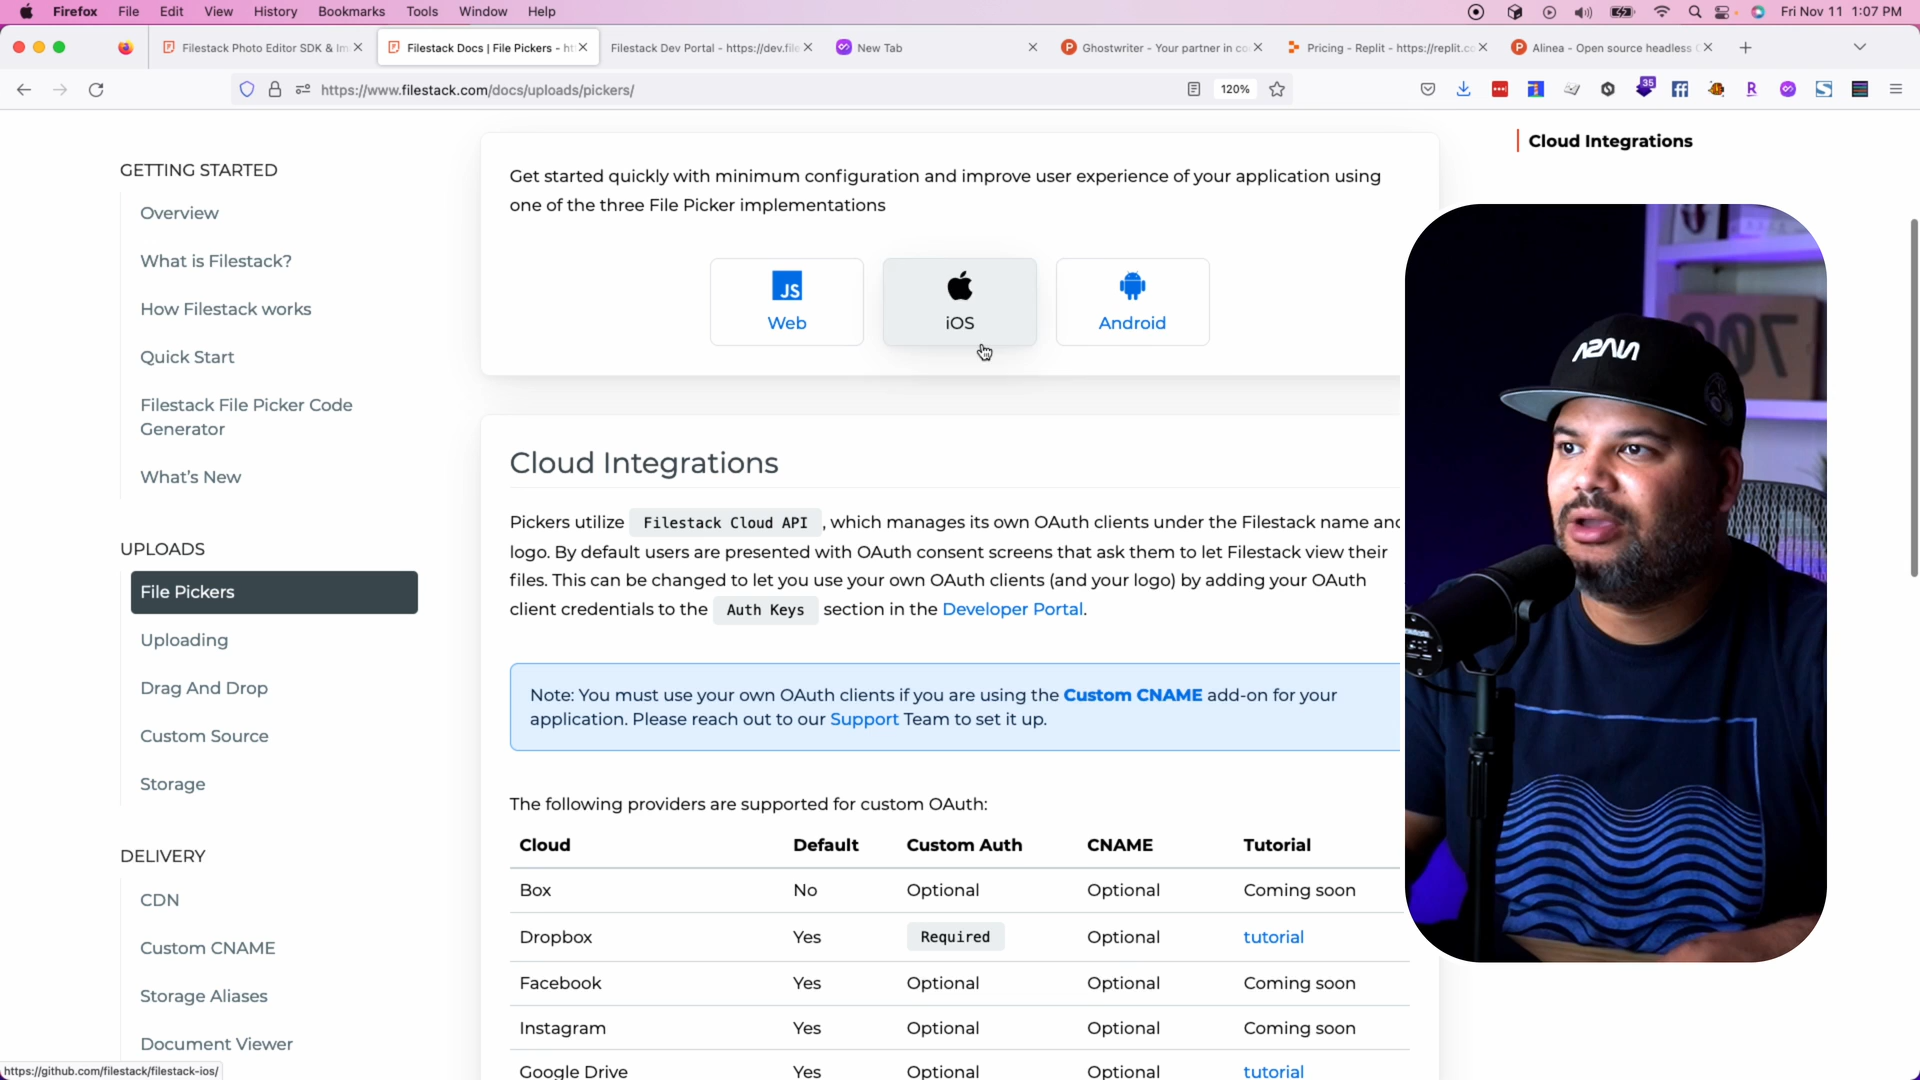 Firefox File Edit View History Bookmarks Tools Window Help Fri Nov 11 1:07 PM
Filestack Photo Editor SDK & Im
Filestack Docs | File Pickers - ht
Filestack Dev Portal - https://dev.file
New Tab
Ghostwriter - Your partner in co
Pricing - Replit - https://replit.co
Alinea - Open source headless
https://www.filestack.com/docs/uploads/pickers/
120%
35
GETTING STARTED
Overview
What is Filestack?
How Filestack works
Quick Start
Filestack File Picker Code
Generator
What's New
UPLOADS
File Pickers
Uploading
Drag And Drop
Custom Source
Storage
DELIVERY
CDN
Custom CNAME
Storage Aliases
Document Viewer
https://github.com/filestack/filestack-ios/
Get started quickly with minimum configuration and improve user experience of your application using
one of the three File Picker implementations
JS
Web
iOS
Android
Cloud Integrations
Pickers utilize Filestack Cloud API , which manages its own OAuth clients under the Filestack name and
logo. By default users are presented with OAuth consent screens that ask them to let Filestack view their
files. This can be changed to let you use your own OAuth clients (and your logo) by adding your OAuth
client credentials to the Auth Keys section in the Developer Portal.
Note: You must use your own OAuth clients if you are using the Custom CNAME add-on for your
application. Please reach out to our Support Team to set it up.
The following providers are supported for custom OAuth:
Cloud Default Custom Auth CNAME Tutorial
Box No Optional Optional Coming soon
Dropbox Yes Required Optional tutorial
Facebook Yes Optional Optional Coming soon
Instagram Yes Optional Optional Coming soon
Google Drive Yes Optional Optional tutorial
Cloud Integrations